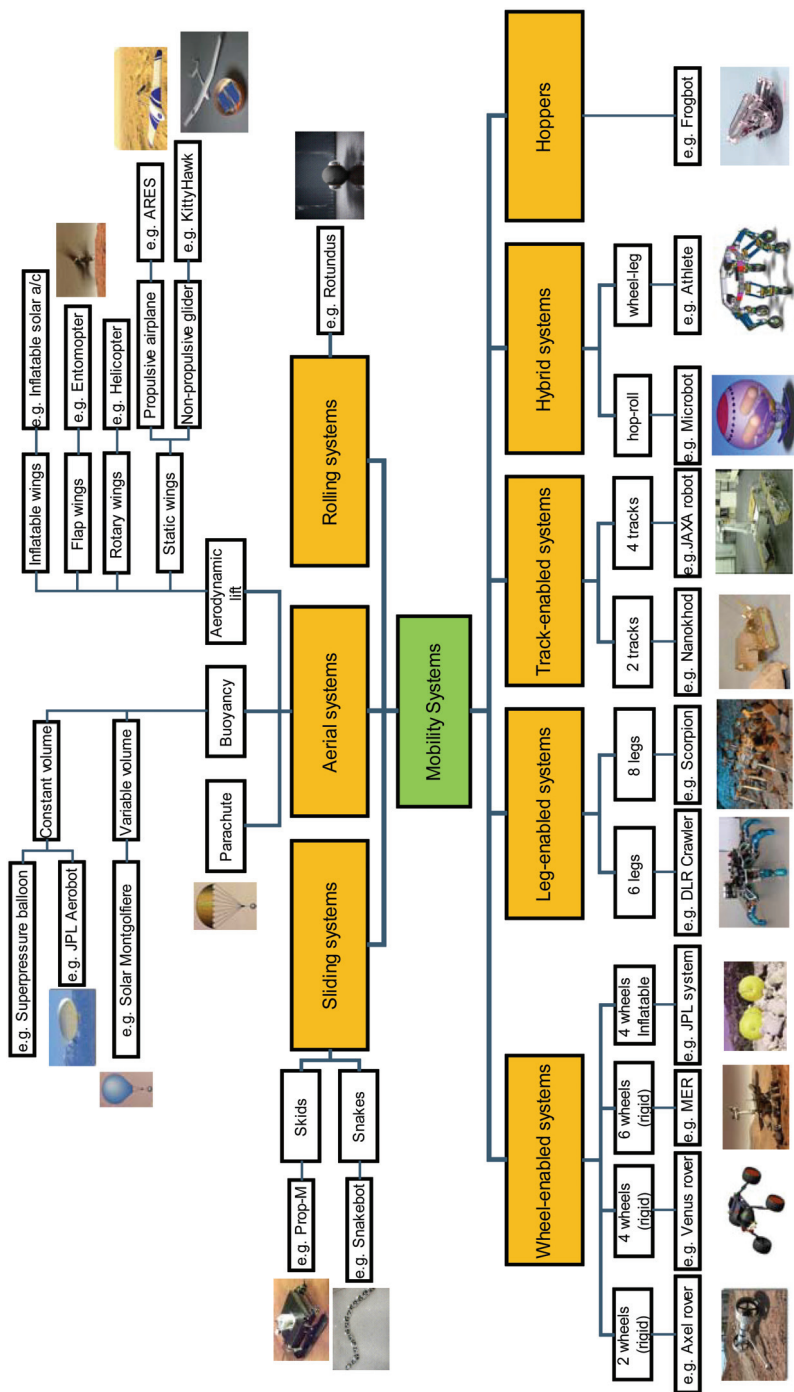 e.g. Superpressure balloon
e.g. JPL Aerobot
Constant volume
e.g. Solar Montgolfiere
Variable volume
Inflatable wings
e.g. Inflatable solar a/c
Flap wings
e.g. Entomopter
Rotary wings
e.g. Helicopter
Static wings
Propulsive airplane
e.g. ARES
Non-propulsive glider
e.g. KittyHawk
Parachute
Buoyancy
Aerodynamic
lift
e.g. Prop-M
Skids
e.g. Snakebot
Snakes
Sliding systems
Aerial systems
Rolling systems
e.g. Rotundus
Mobility Systems
Wheel-enabled systems
Leg-enabled systems
Track-enabled systems
Hybrid systems
Hoppers
2 wheels
(rigid)
4 wheels
(rigid)
6 wheels
(rigid)
4 wheels
Inflatable
6 legs
8 legs
2 tracks
4 tracks
hop-roll
wheel-leg
e.g. Axel rover
e.g. Venus rover
e.g. MER
e.g. JPL system
e.g. DLR Crawler
e.g. Scorpion
e.g. Nanokhod
e.g.JAXA robot
e.g. Microbot
e.g. Athlete
e.g. Frogbot